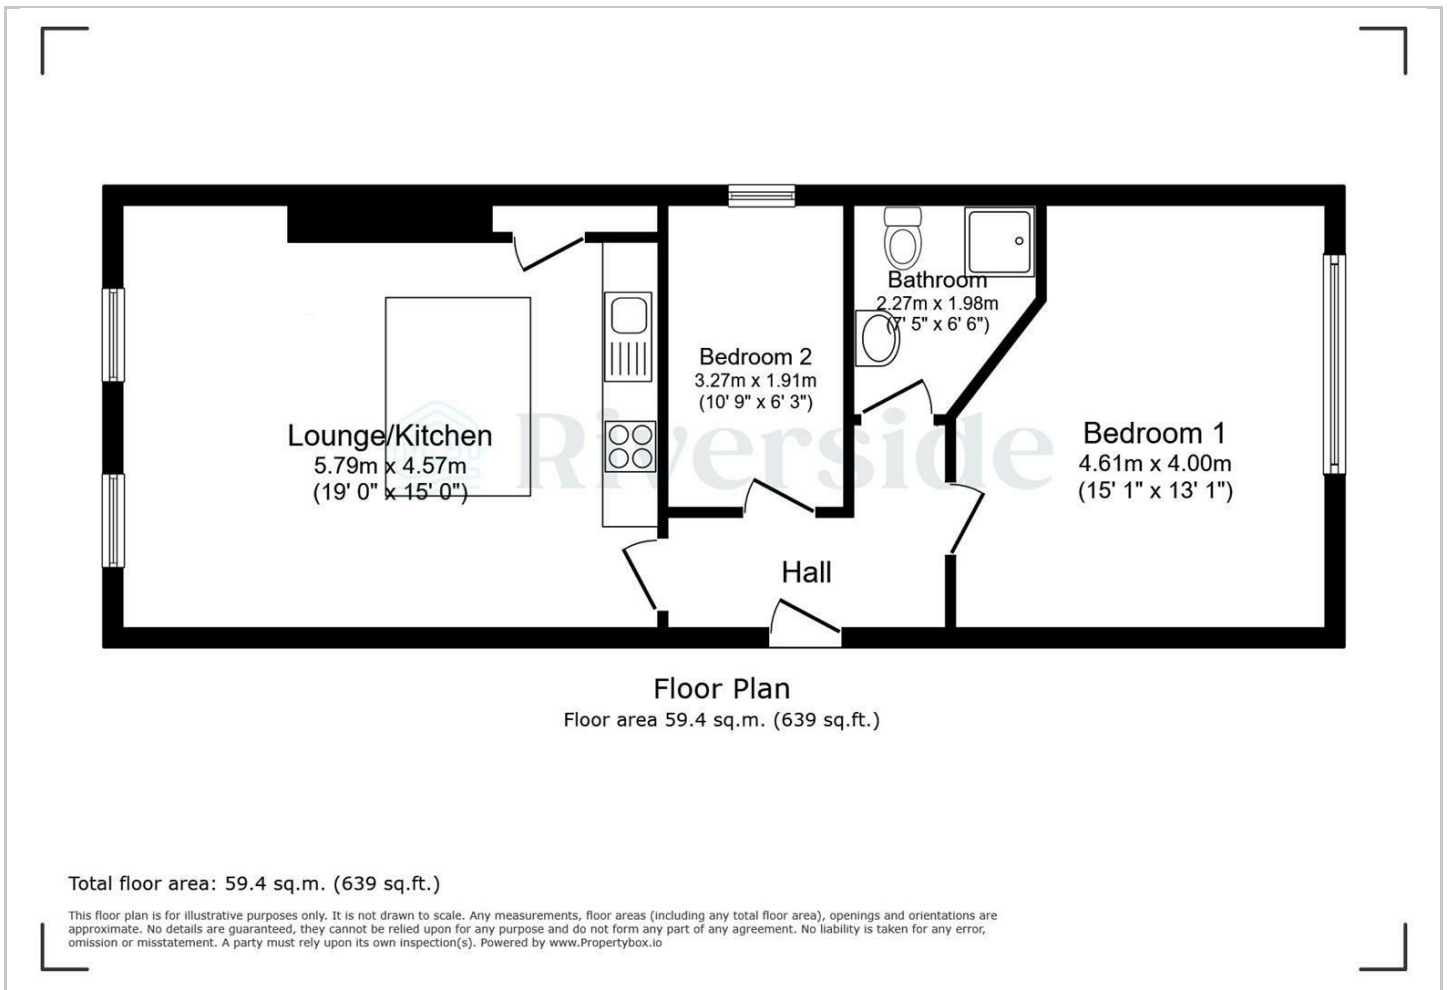 Bathroom
2.27m x 1.98m
(7' 5" x 6' 6")
Bedroom 2
3.27m x 1.91m
(10' 9" x 6' 3")
Lounge/Kitchen
5.79m x 4.57m
(19' 0" x 15' 0")
Riverside
Bedroom 1
4.61m x 4.00m
(15' 1" x 13' 1")
Hall
Floor Plan
Floor area 59.4 sq.m. (639 sq.ft.)
Total floor area: 59.4 sq.m. (639 sq.ft.)
This floor plan is for illustrative purposes only. It is not drawn to scale. Any measurements, floor areas (including any total floor area), openings and orientations are
approximate. No details are guaranteed, they cannot be relied upon for any purpose and do not form any part of any agreement. No liability is taken for any error,
omission or misstatement. A party must rely upon its own inspection(s). Powered by www.Propertybox.io